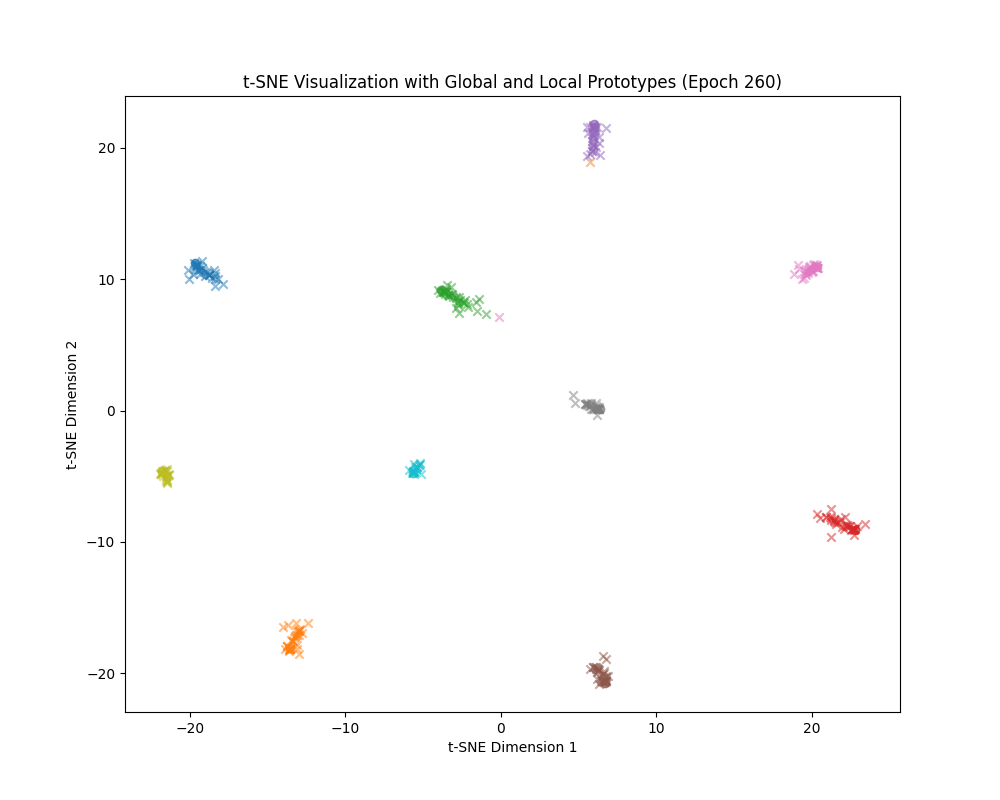 t-SNE Visualization with Global and Local Prototypes (Epoch 260)
20
10
0
−10
−20
t-SNE Dimension 2
−20 −10 0 10 20
t-SNE Dimension 1